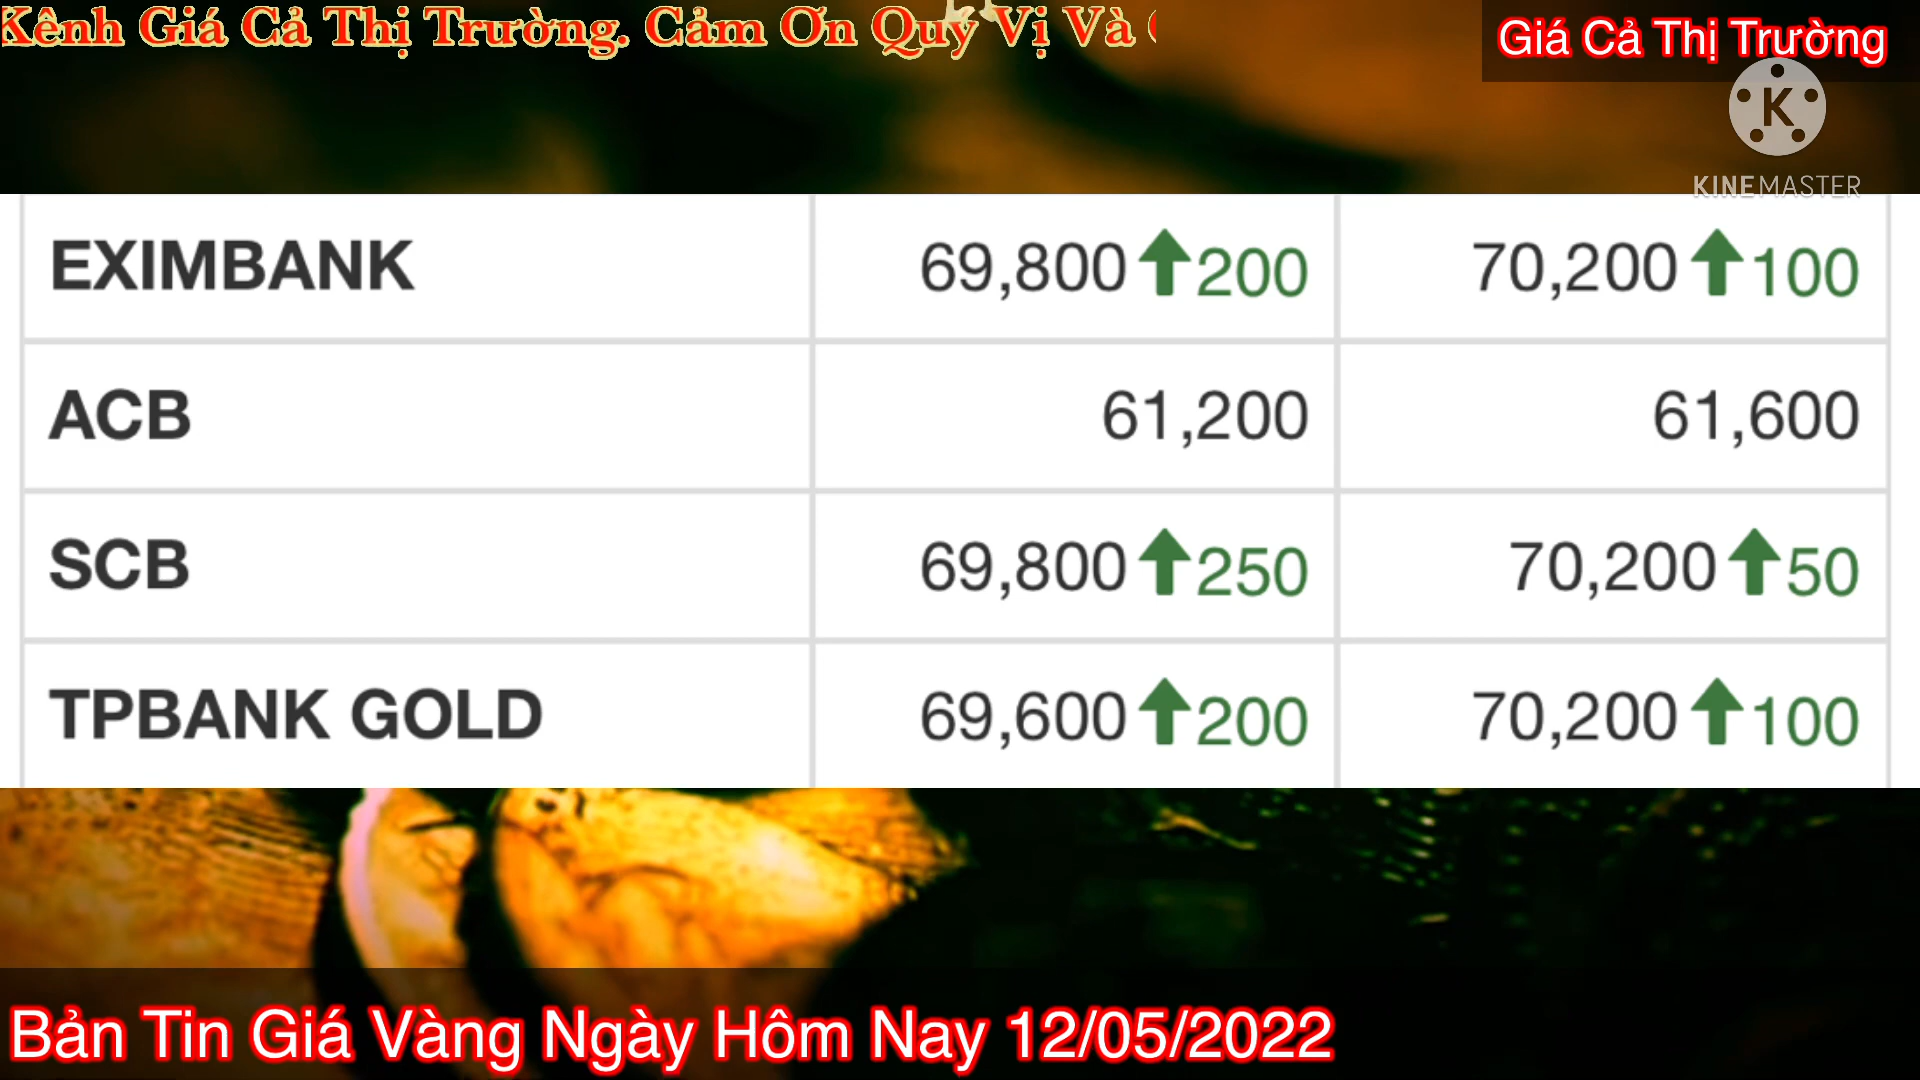 Kênh Giá Cả Thị Trường. Cảm Ơn Quý Vị Và
Giá Cả Thị Trường
K
KINEMASTER
EXIMBANK 69,800 200 70,200 100
ACB 61,200 61,600
SCB 69,800 250 70,200 50
TPBANK GOLD 69,600 200 70,200 100
Bản Tin Giá Vàng Ngày Hôm Nay 12/05/2022